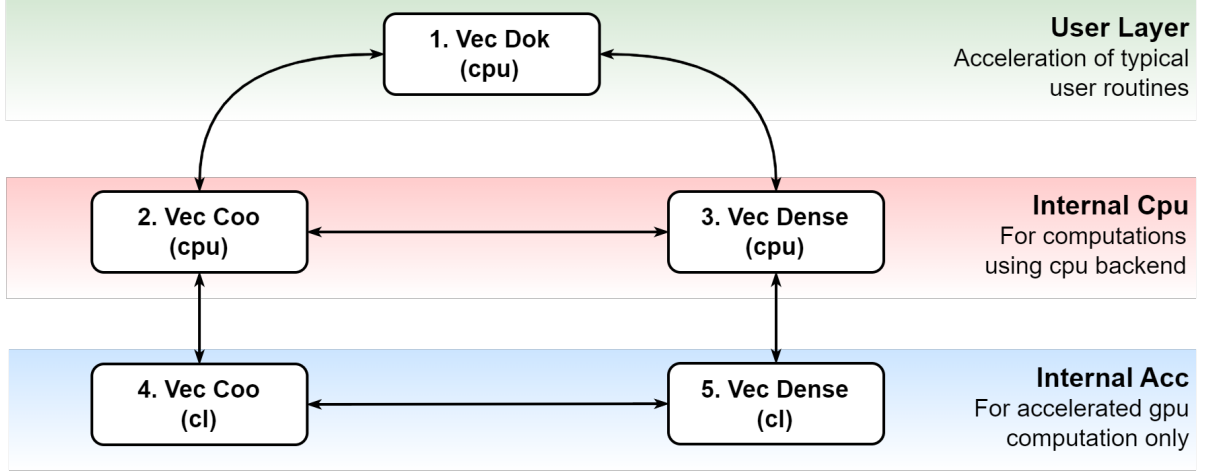 1. Vec Dok
(cpu)
User Layer
Acceleration of typical
user routines
2. Vec Coo
(cpu)
3. Vec Dense
(cpu)
Internal Cpu
For computations
using cpu backend
4. Vec Coo
(cl)
5. Vec Dense
(cl)
Internal Acc
For accelerated gpu
computation only